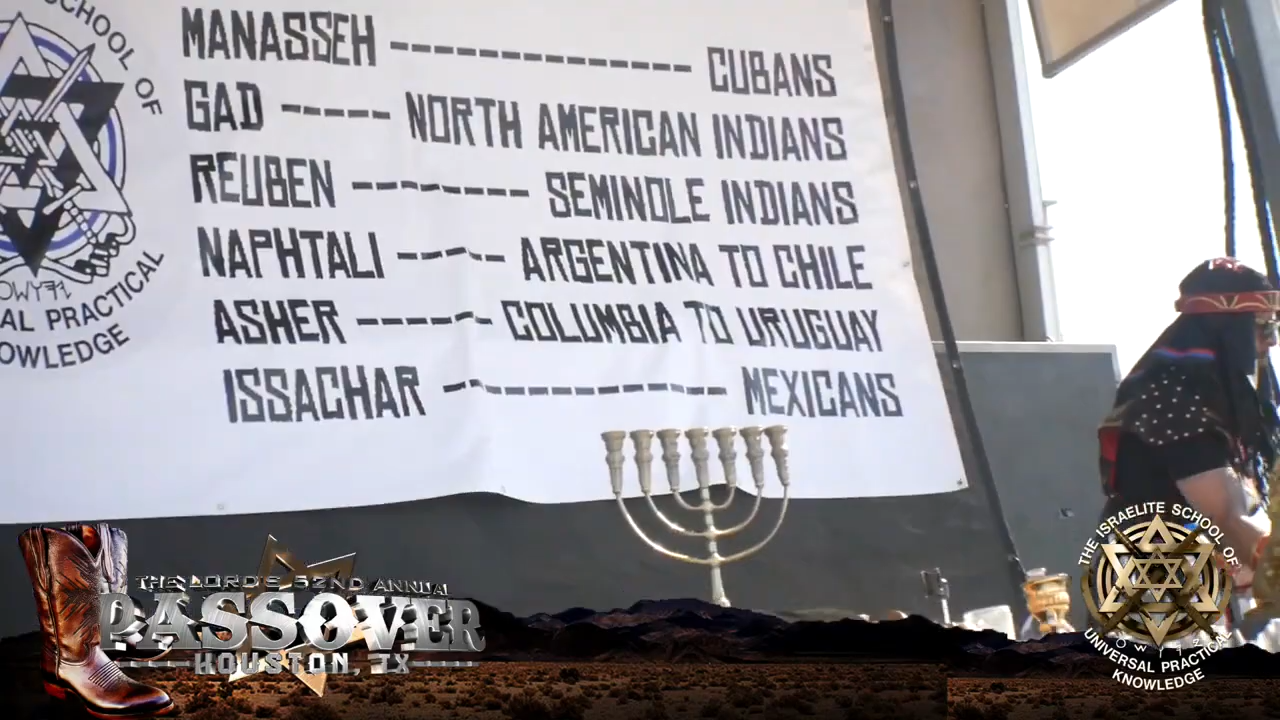 MANASSEH ------------- CUBANS
GAD ----- NORTH AMERICAN INDIANS
REUBEN -------- SEMINOLE INDIANS
NAPHTALI ----- ARGENTINA TO CHILE
ASHER ------ COLUMBIA TO URUGUAY
ISSACHAR ------------ MEXICANS
SCHOOL OF
AL PRACTICAL
OWLEDGE
THE LORD'S 52ND ANNUAL
PASSOVER
HOUSTON, TX
THE ISRAELITE SCHOOL OF
UNIVERSAL PRACTICAL
KNOWLEDGE